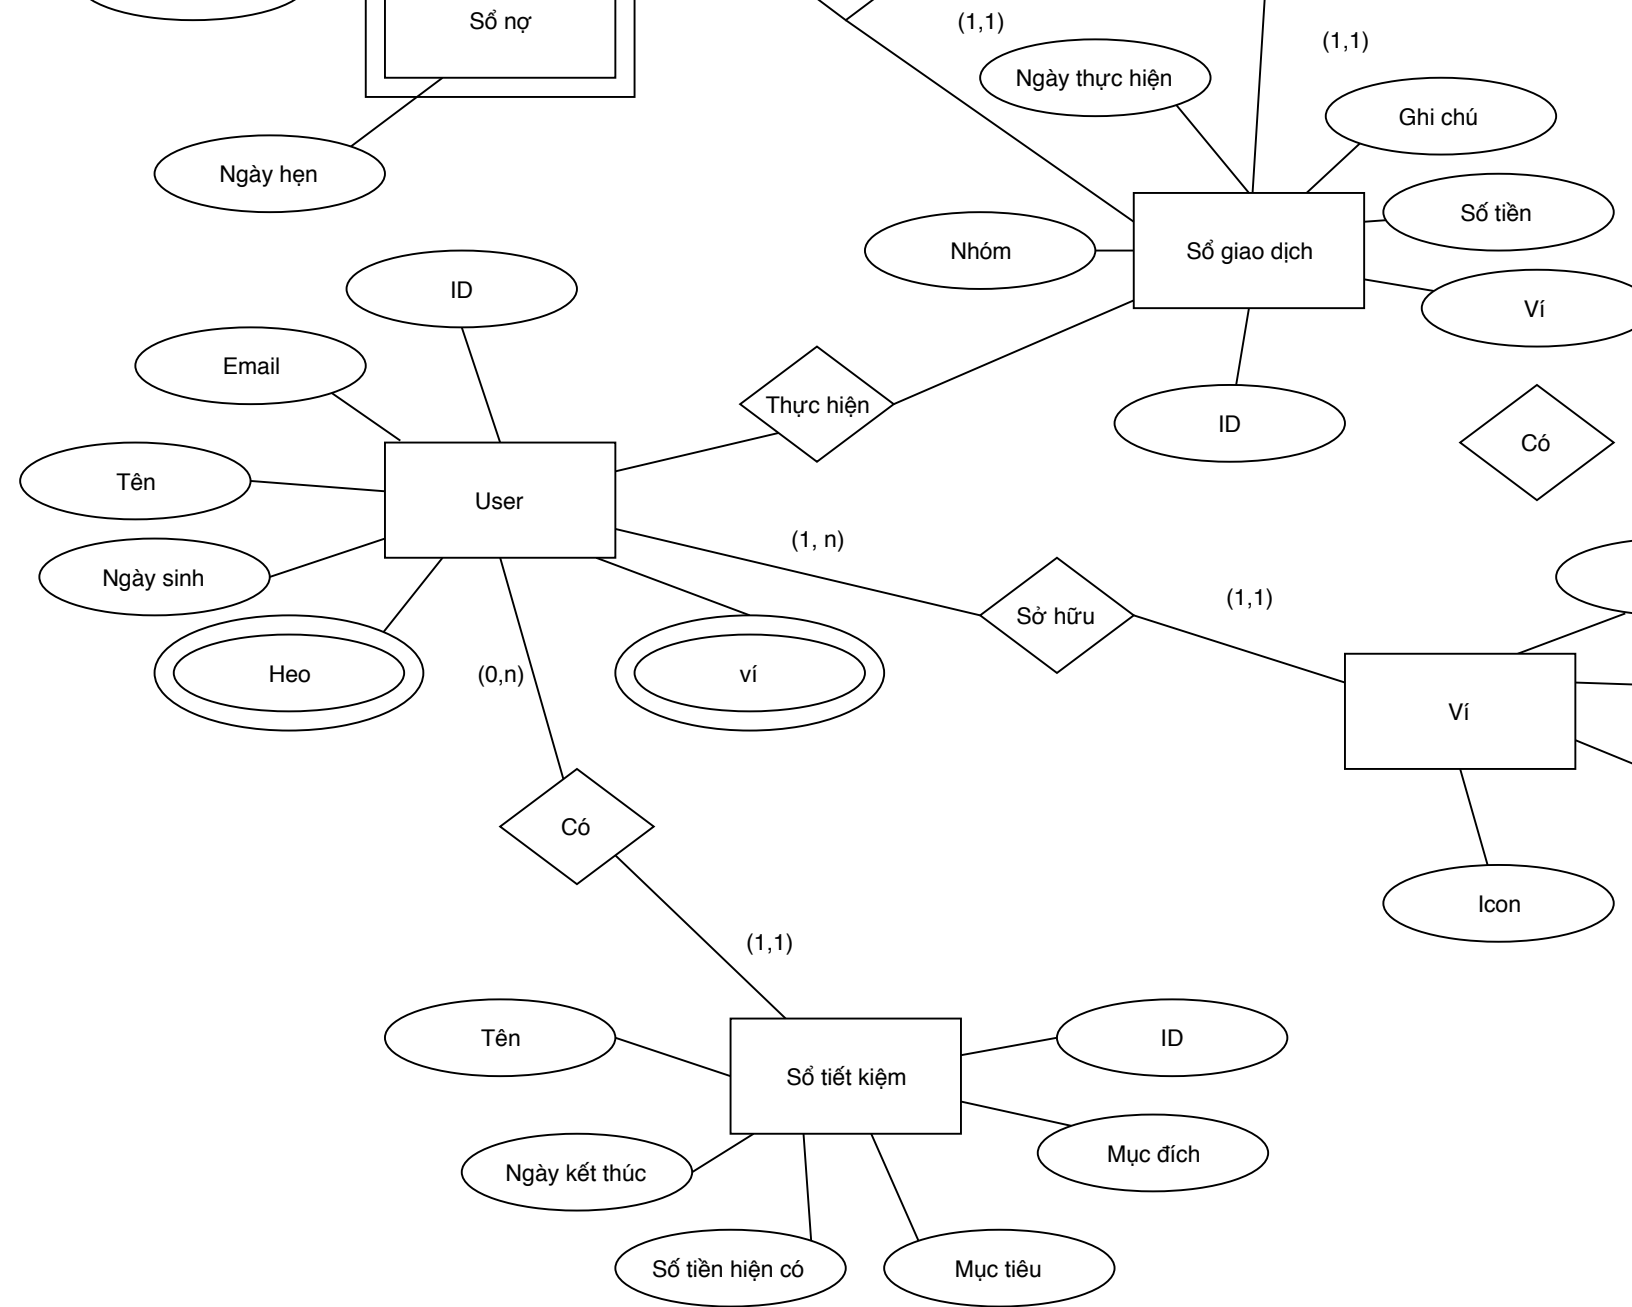 Sổ nợ
(1,1)
(1,1)
Ngày thực hiện
Ghi chú
Ngày hẹn
Số tiền
Nhóm
Sổ giao dịch
ID
Ví
Email
Thực hiện
ID
Có
Tên
User
(1, n)
Ngày sinh
(1,1)
Sở hữu
Heo
(0,n)
ví
Ví
Có
Icon
(1,1)
Tên
ID
Sổ tiết kiệm
Mục đích
Ngày kết thúc
Số tiền hiện có
Mục tiêu